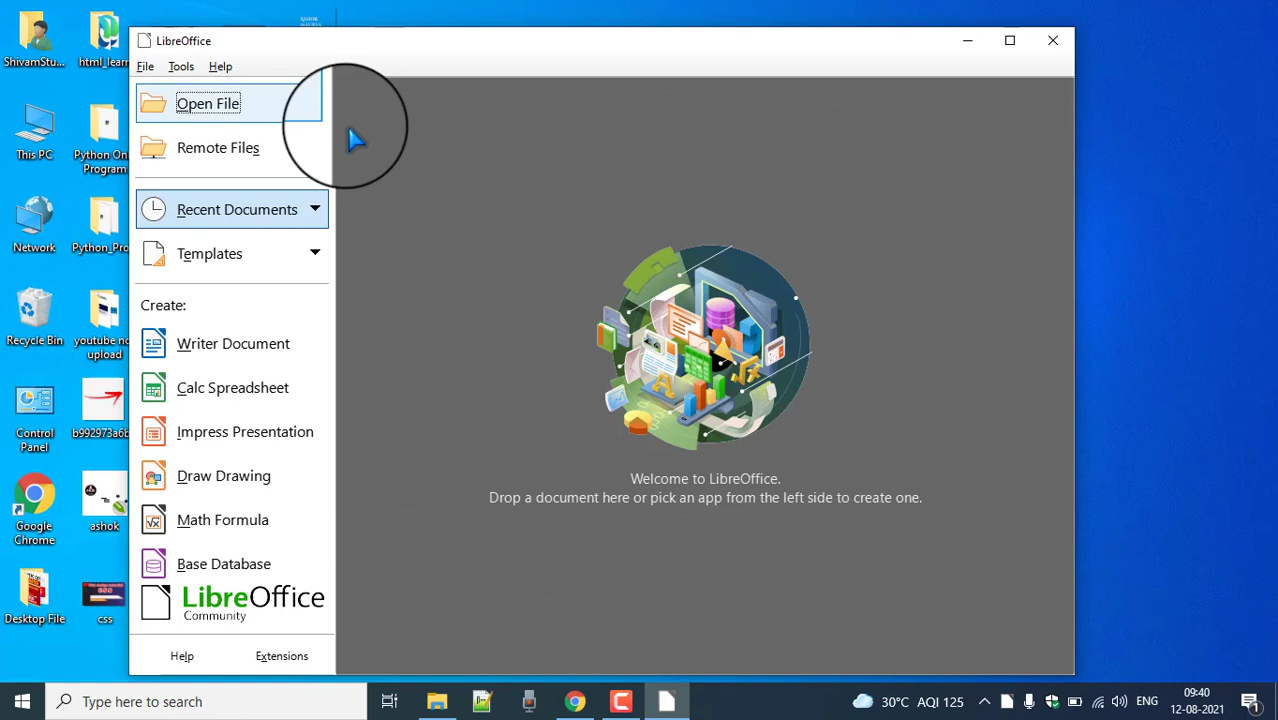 ASHOK
LibreOffice
File Tools Help
Open File
Remote Files
Recent Documents
Templates
Create:
Writer Document
Calc Spreadsheet
Impress Presentation
Draw Drawing
Math Formula
Base Database
LibreOffice
Community
Help Extensions
Welcome to LibreOffice.
Drop a document here or pick an app from the left side to create one.
ShivamStu...
html_learn
This PC
Python Onl
Program
Network
Python_Pro
Recycle Bin
youtube no
upload
Control
Panel
b992973a6b
Google
Chrome
ashok
Desktop File
css
Type here to search
30°C AQI 125
ENG
09:40
12-08-2021